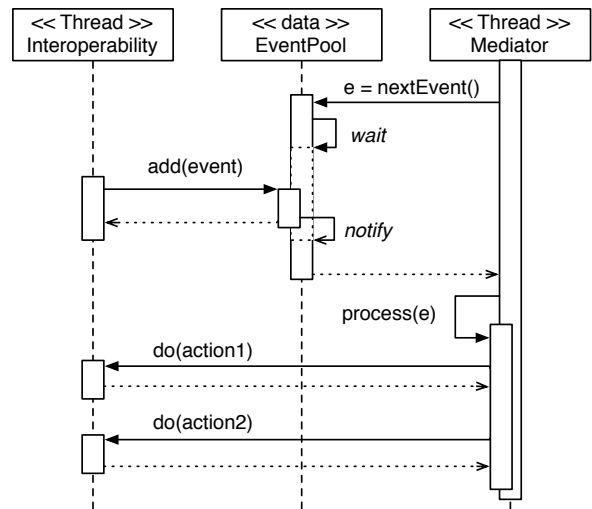 << Thread >>
Interoperability
<< data >>
EventPool
<< Thread >>
Mediator
e = nextEvent()
wait
add(event)
notify
process(e)
do(action1)
do(action2)